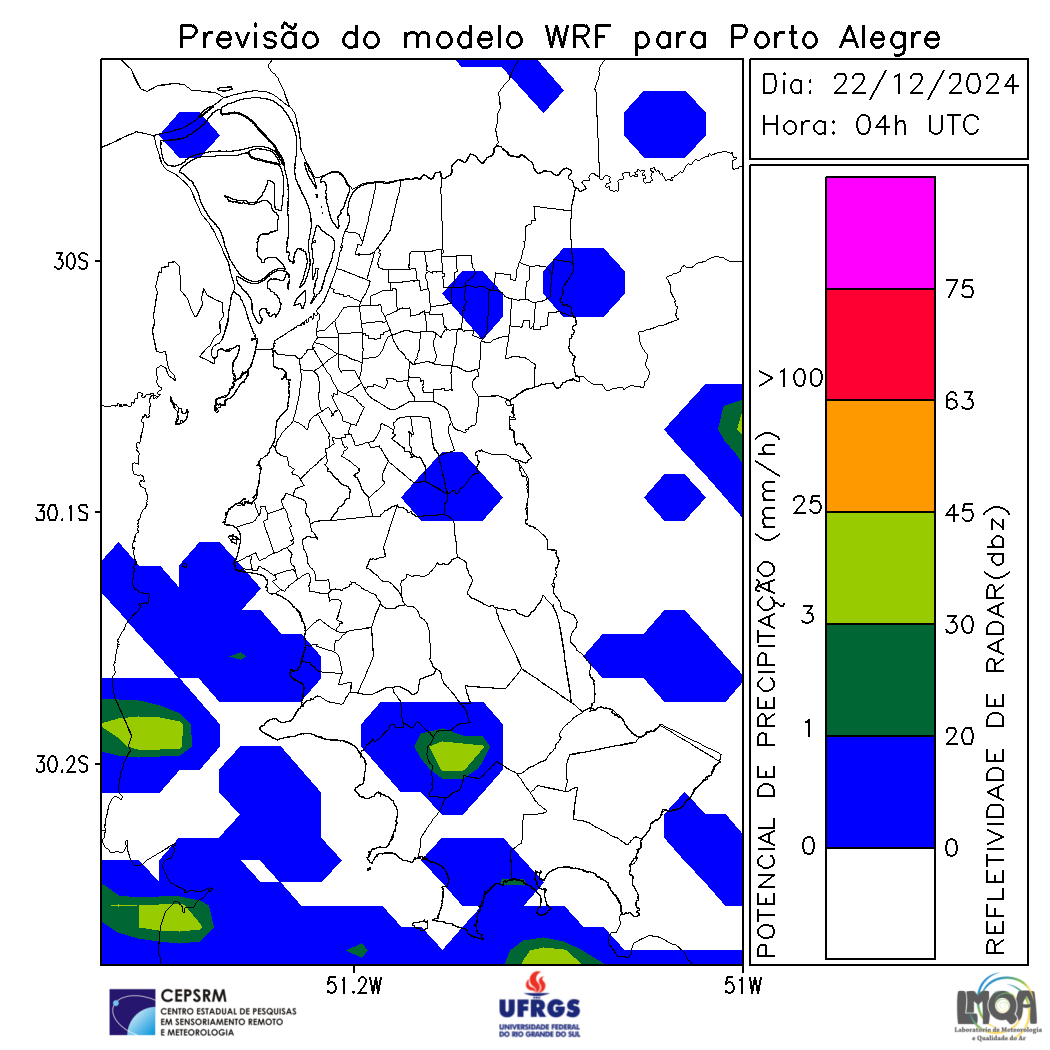 Previsão do modelo WRF para Porto Alegre
Dia: 22/12/2024
Hora: 04h UTC
30S
30.1S
30.2S
51.2W
51W
POTENCIAL DE PRECIPITAÇÃO (mm/h)
>100
25
3
1
0
75
63
45
30
20
0
REFLETIVIDADE DE RADAR(dbz)
CEPSRM
CENTRO ESTADUAL DE PESQUISAS
EM SENSORIAMENTO REMOTO
E METEOROLOGIA
UFRGS
UNIVERSIDADE FEDERAL
DO RIO GRANDE DO SUL
LMQA
Laboratório de Meteorologia
e Qualidade do Ar